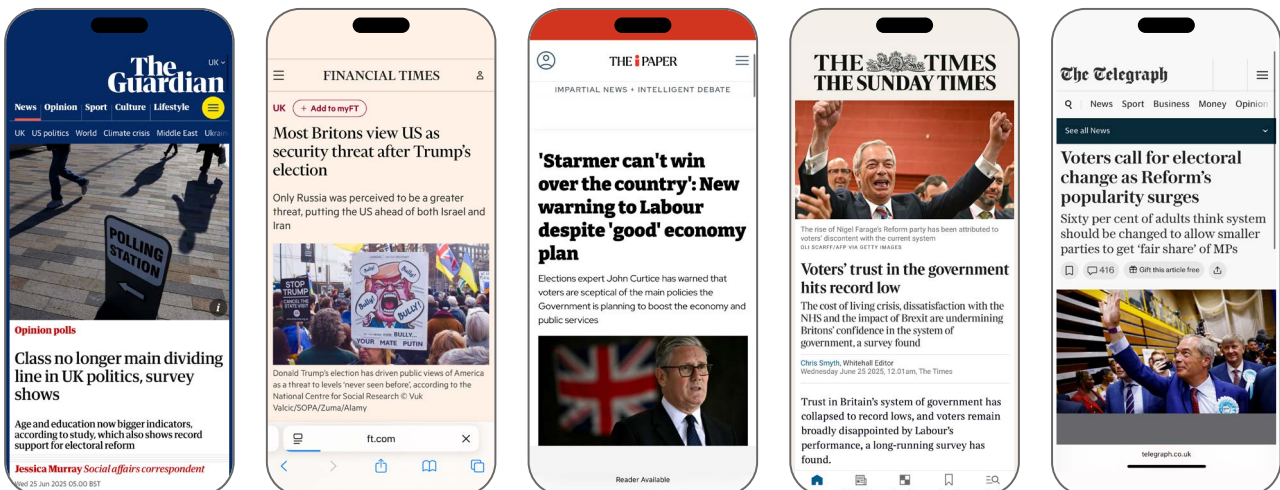 The
Guardian
UK
News Opinion Sport Culture Lifestyle
UK US politics World Climate crisis Middle East Ukrain
POLLING
STATION
i
Opinion polls
Class no longer main dividing
line in UK politics, survey
shows
Age and education now bigger indicators,
according to study, which also shows record
support for electoral reform
Jessica Murray Social affairs correspondent
Wed 25 Jun 2025 05.00 BST
FINANCIAL TIMES
UK + Add to myFT
Most Britons view US as
security threat after Trump's
election
Only Russia was perceived to be a greater
threat, putting the US ahead of both Israel and
Iran
STOP
TRUMP
CANCEL THE
STATE VISIT
Bully!
Bully!
Bully!
BULLY!
BULLY...
YOUR MATE PUTIN
Donald Trump's election has driven public views of America
as a threat to levels 'never seen before', according to the
National Centre for Social Research © Vuk
Valcic/SOPA/Zuma/Alamy
ft.com
THE i PAPER
IMPARTIAL NEWS + INTELLIGENT DEBATE
'Starmer can't win
over the country': New
warning to Labour
despite 'good' economy
plan
Elections expert John Curtice has warned that
voters are sceptical of the main policies the
Government is planning to boost the economy and
public services
Reader Available
THE TIMES
THE SUNDAY TIMES
The rise of Nigel Farage's Reform party has been attributed to
voters' discontent with the current system
OLI SCARFF/AFP VIA GETTY IMAGES
Voters' trust in the government
hits record low
The cost of living crisis, dissatisfaction with the
NHS and the impact of Brexit are undermining
Britons' confidence in the system of
government, a survey found
Chris Smyth, Whitehall Editor
Wednesday June 25 2025, 12.01am, The Times
Trust in Britain's system of government has
collapsed to record lows, and voters remain
broadly disappointed by Labour's
performance, a long-running survey has
found.
The Telegraph
News Sport Business Money Opinion
See all News
Voters call for electoral
change as Reform's
popularity surges
Sixty per cent of adults think system
should be changed to allow smaller
parties to get 'fair share' of MPs
416 Gift this article free
telegraph.co.uk